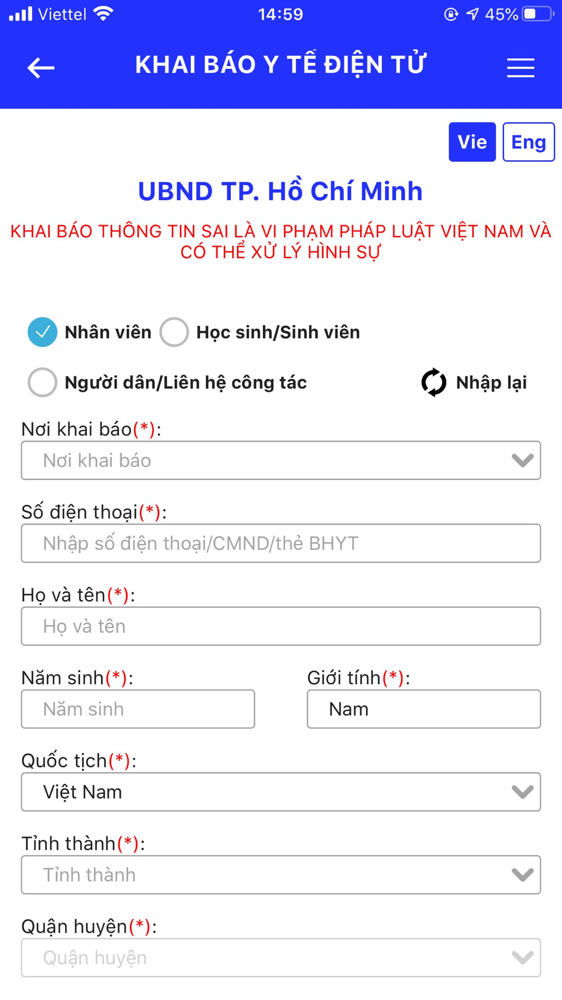 Viettel 14:59 45%
KHAI BÁO Y TẾ ĐIỆN TỬ
Vie Eng
UBND TP. Hồ Chí Minh
KHAI BÁO THÔNG TIN SAI LÀ VI PHẠM PHÁP LUẬT VIỆT NAM VÀ
CÓ THỂ XỬ LÝ HÌNH SỰ
Nhân viên Học sinh/Sinh viên
Người dân/Liên hệ công tác Nhập lại
Nơi khai báo(*):
Nơi khai báo
Số điện thoại(*):
Nhập số điện thoại/CMND/thẻ BHYT
Họ và tên(*):
Họ và tên
Năm sinh(*): Giới tính(*):
Năm sinh Nam
Quốc tịch(*):
Việt Nam
Tỉnh thành(*):
Tỉnh thành
Quận huyện(*):
Quận huyện